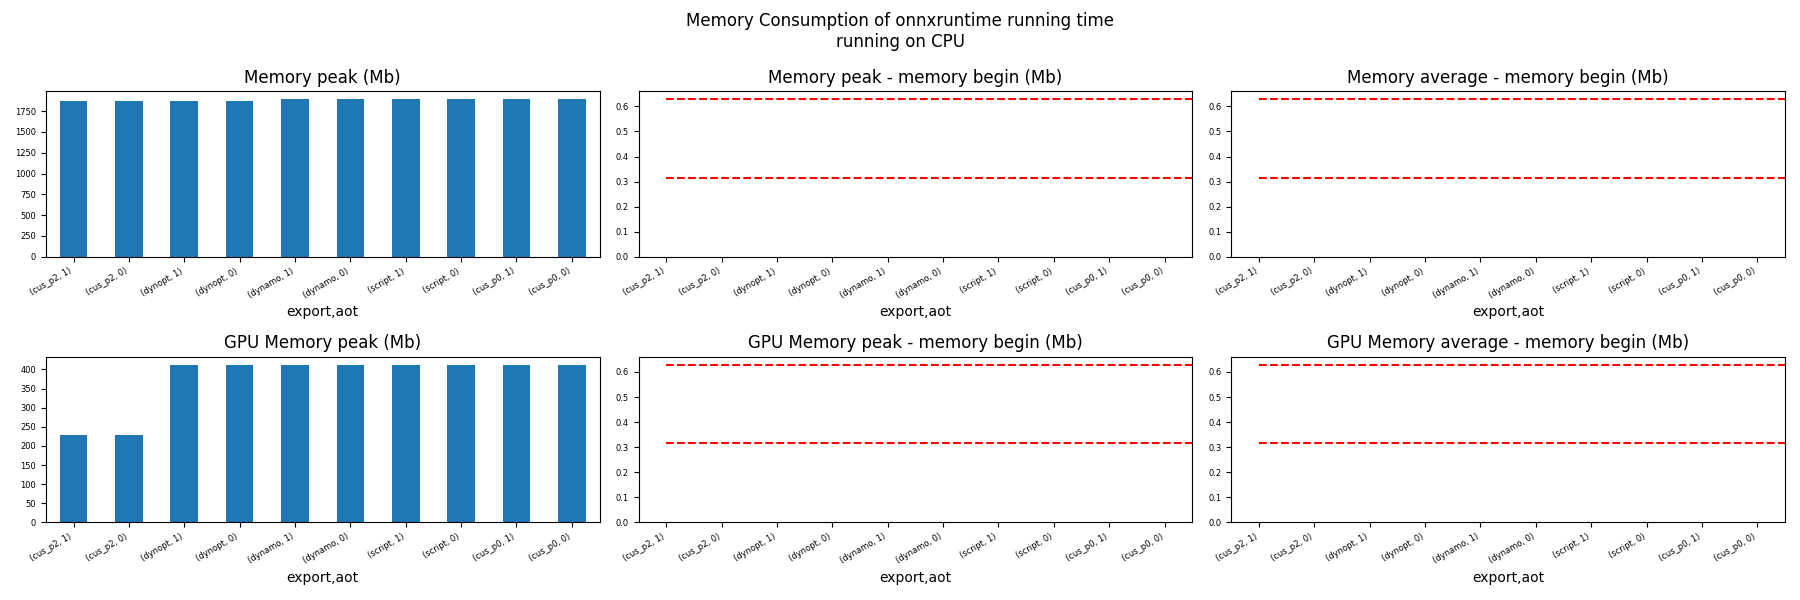 Memory Consumption of onnxruntime running time
running on CPU
Memory peak (Mb)
1750
1500
1250
1000
750
500
250
0
(cus_p2, 1)
(cus_p2, 0)
(dynopt, 1)
(dynopt, 0)
(dynamo, 1)
(dynamo, 0)
(script, 1)
(script, 0)
(cus_p0, 1)
(cus_p0, 0)
export,aot
Memory peak - memory begin (Mb)
0.6
0.5
0.4
0.3
0.2
0.1
0.0
(cus_p2, 1)
(cus_p2, 0)
(dynopt, 1)
(dynopt, 0)
(dynamo, 1)
(dynamo, 0)
(script, 1)
(script, 0)
(cus_p0, 1)
(cus_p0, 0)
export,aot
Memory average - memory begin (Mb)
0.6
0.5
0.4
0.3
0.2
0.1
0.0
(cus_p2, 1)
(cus_p2, 0)
(dynopt, 1)
(dynopt, 0)
(dynamo, 1)
(dynamo, 0)
(script, 1)
(script, 0)
(cus_p0, 1)
(cus_p0, 0)
export,aot
GPU Memory peak (Mb)
400
350
300
250
200
150
100
50
0
(cus_p2, 1)
(cus_p2, 0)
(dynopt, 1)
(dynopt, 0)
(dynamo, 1)
(dynamo, 0)
(script, 1)
(script, 0)
(cus_p0, 1)
(cus_p0, 0)
export,aot
GPU Memory peak - memory begin (Mb)
0.6
0.5
0.4
0.3
0.2
0.1
0.0
(cus_p2, 1)
(cus_p2, 0)
(dynopt, 1)
(dynopt, 0)
(dynamo, 1)
(dynamo, 0)
(script, 1)
(script, 0)
(cus_p0, 1)
(cus_p0, 0)
export,aot
GPU Memory average - memory begin (Mb)
0.6
0.5
0.4
0.3
0.2
0.1
0.0
(cus_p2, 1)
(cus_p2, 0)
(dynopt, 1)
(dynopt, 0)
(dynamo, 1)
(dynamo, 0)
(script, 1)
(script, 0)
(cus_p0, 1)
(cus_p0, 0)
export,aot